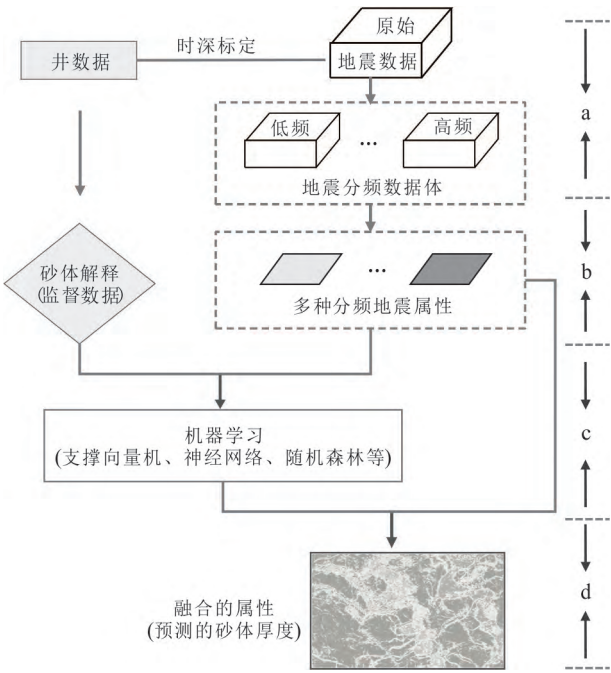 原始
地震数据
时深标定
井数据
a
低频
…
高频
地震分频数据体
b
砂体解释
(监督数据)
…
多种分频地震属性
c
机器学习
(支撑向量机、神经网络、随机森林等)
d
融合的属性
(预测的砂体厚度)